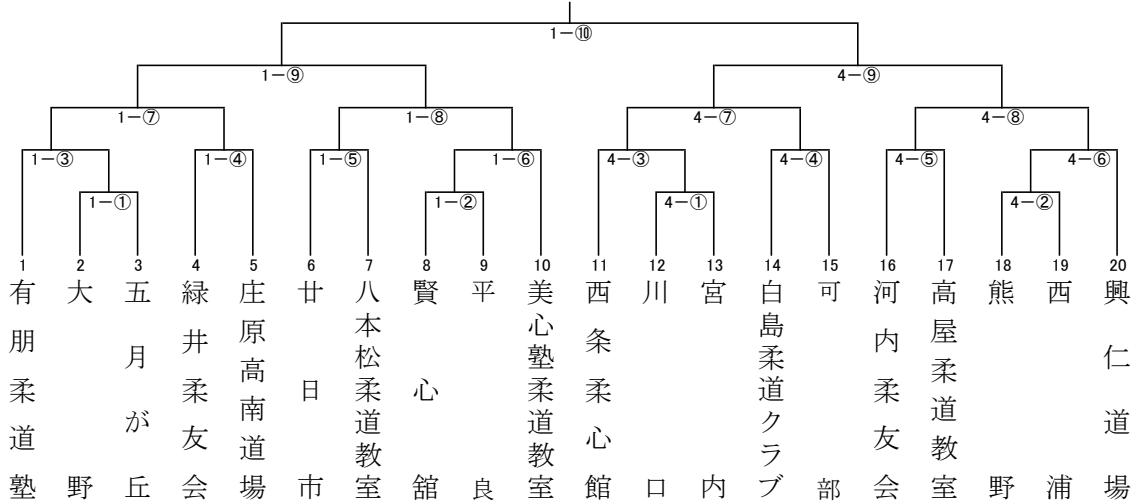 1－⑩
1－⑨
4－⑨
1－⑦
1－⑧
4－⑦
4－⑧
1－③
1－④
1－⑤
1－⑥
4－③
4－④
4－⑤
4－⑥
1－①
1－②
4－①
4－②
1
2
3
4
5
6
7
8
9
10
11
12
13
14
15
16
17
18
19
20
有朋柔道塾
大野
五月が丘
緑井柔友会
庄原高南道場
廿日市
八本松柔道教室
賢心舘
平良
美心塾柔道教室
西条柔心館
川口
宮内
白島柔道クラブ
可部
河内柔友会
高屋柔道教室
熊野
西浦
興仁道場